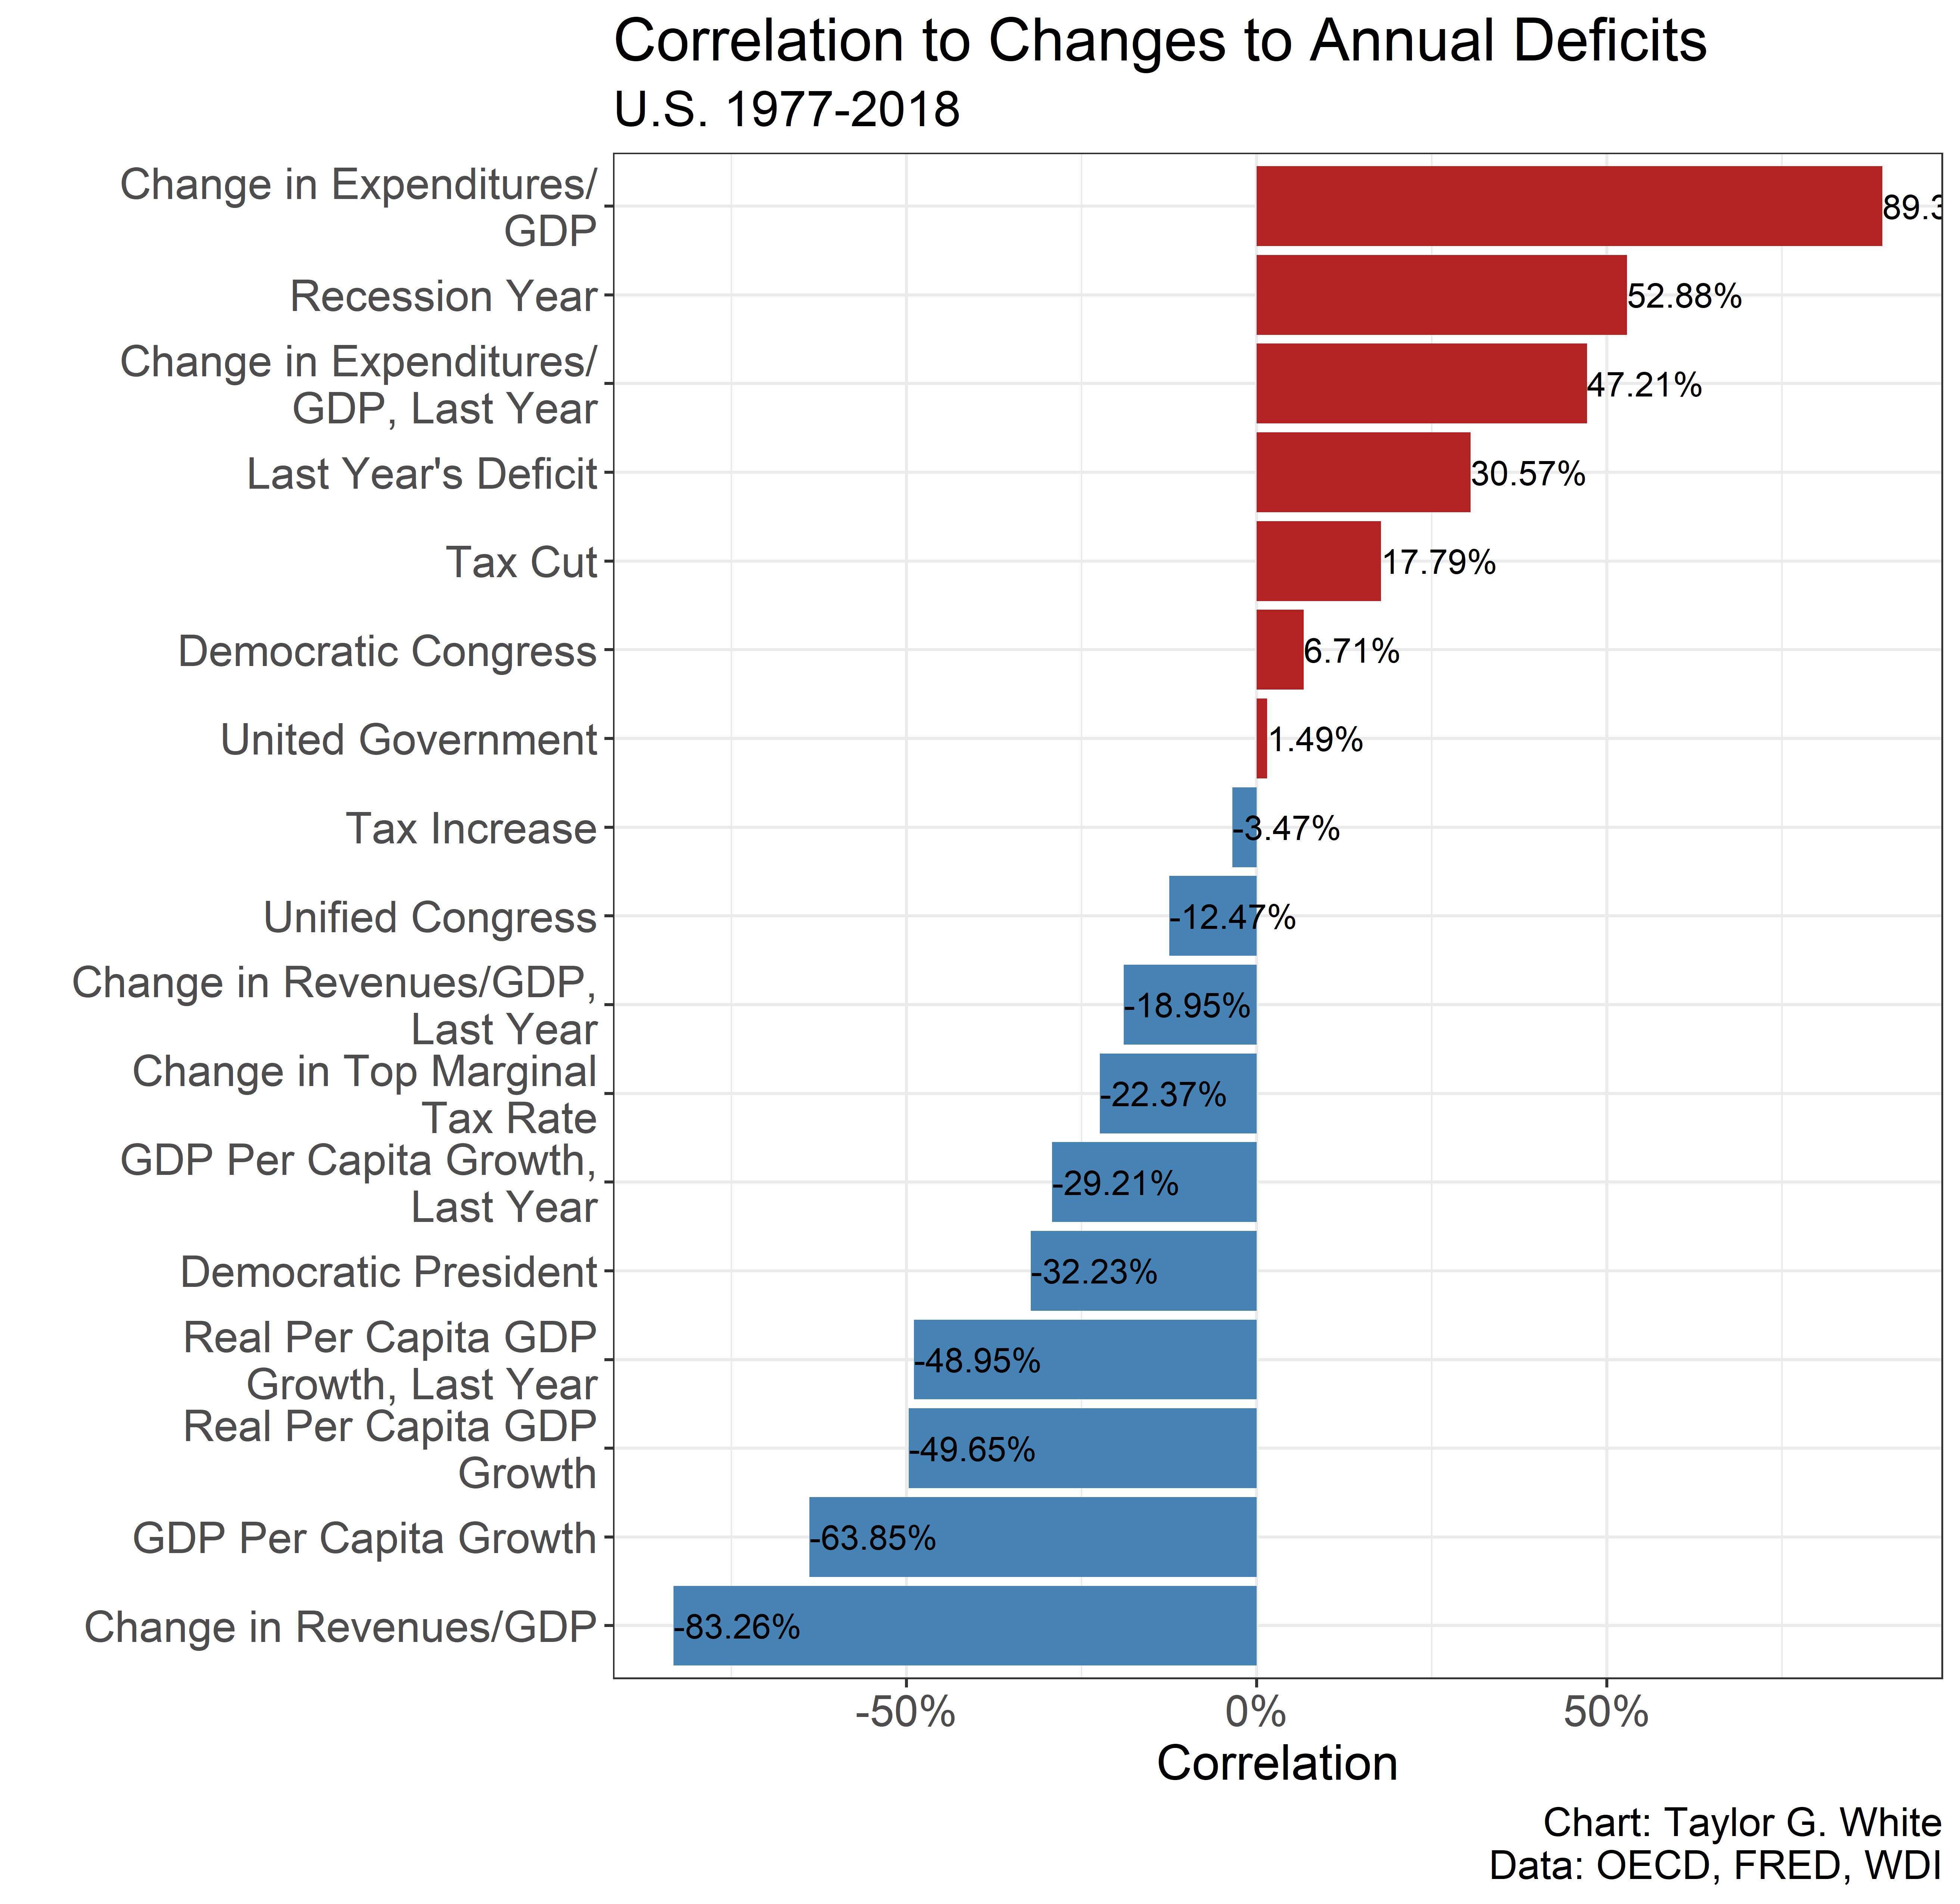 Correlation to Changes to Annual Deficits
U.S. 1977-2018
Change in Expenditures/
GDP
89.3
Recession Year
52.88%
Change in Expenditures/
GDP, Last Year
47.21%
Last Year's Deficit
30.57%
Tax Cut
17.79%
Democratic Congress
6.71%
United Government
1.49%
Tax Increase
-3.47%
Unified Congress
-12.47%
Change in Revenues/GDP,
Last Year
-18.95%
Change in Top Marginal
Tax Rate
-22.37%
GDP Per Capita Growth,
Last Year
-29.21%
Democratic President
-32.23%
Real Per Capita GDP
Growth, Last Year
-48.95%
Real Per Capita GDP
Growth
-49.65%
GDP Per Capita Growth
-63.85%
Change in Revenues/GDP
-83.26%
-50% 0% 50%
Correlation
Chart: Taylor G. White
Data: OECD, FRED, WDI